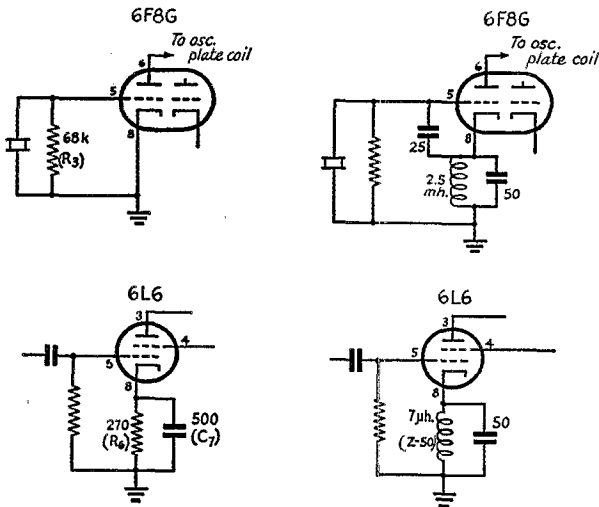 6F8G
To osc.
plate coil
6
5
8
68k
(R3)
6F8G
To osc.
plate coil
6
5
8
25
2.5
mh.
50
6L6
3
4
5
8
270
(R6)
500
(C7)
6L6
3
4
5
8
7μh.
(Z-50)
50